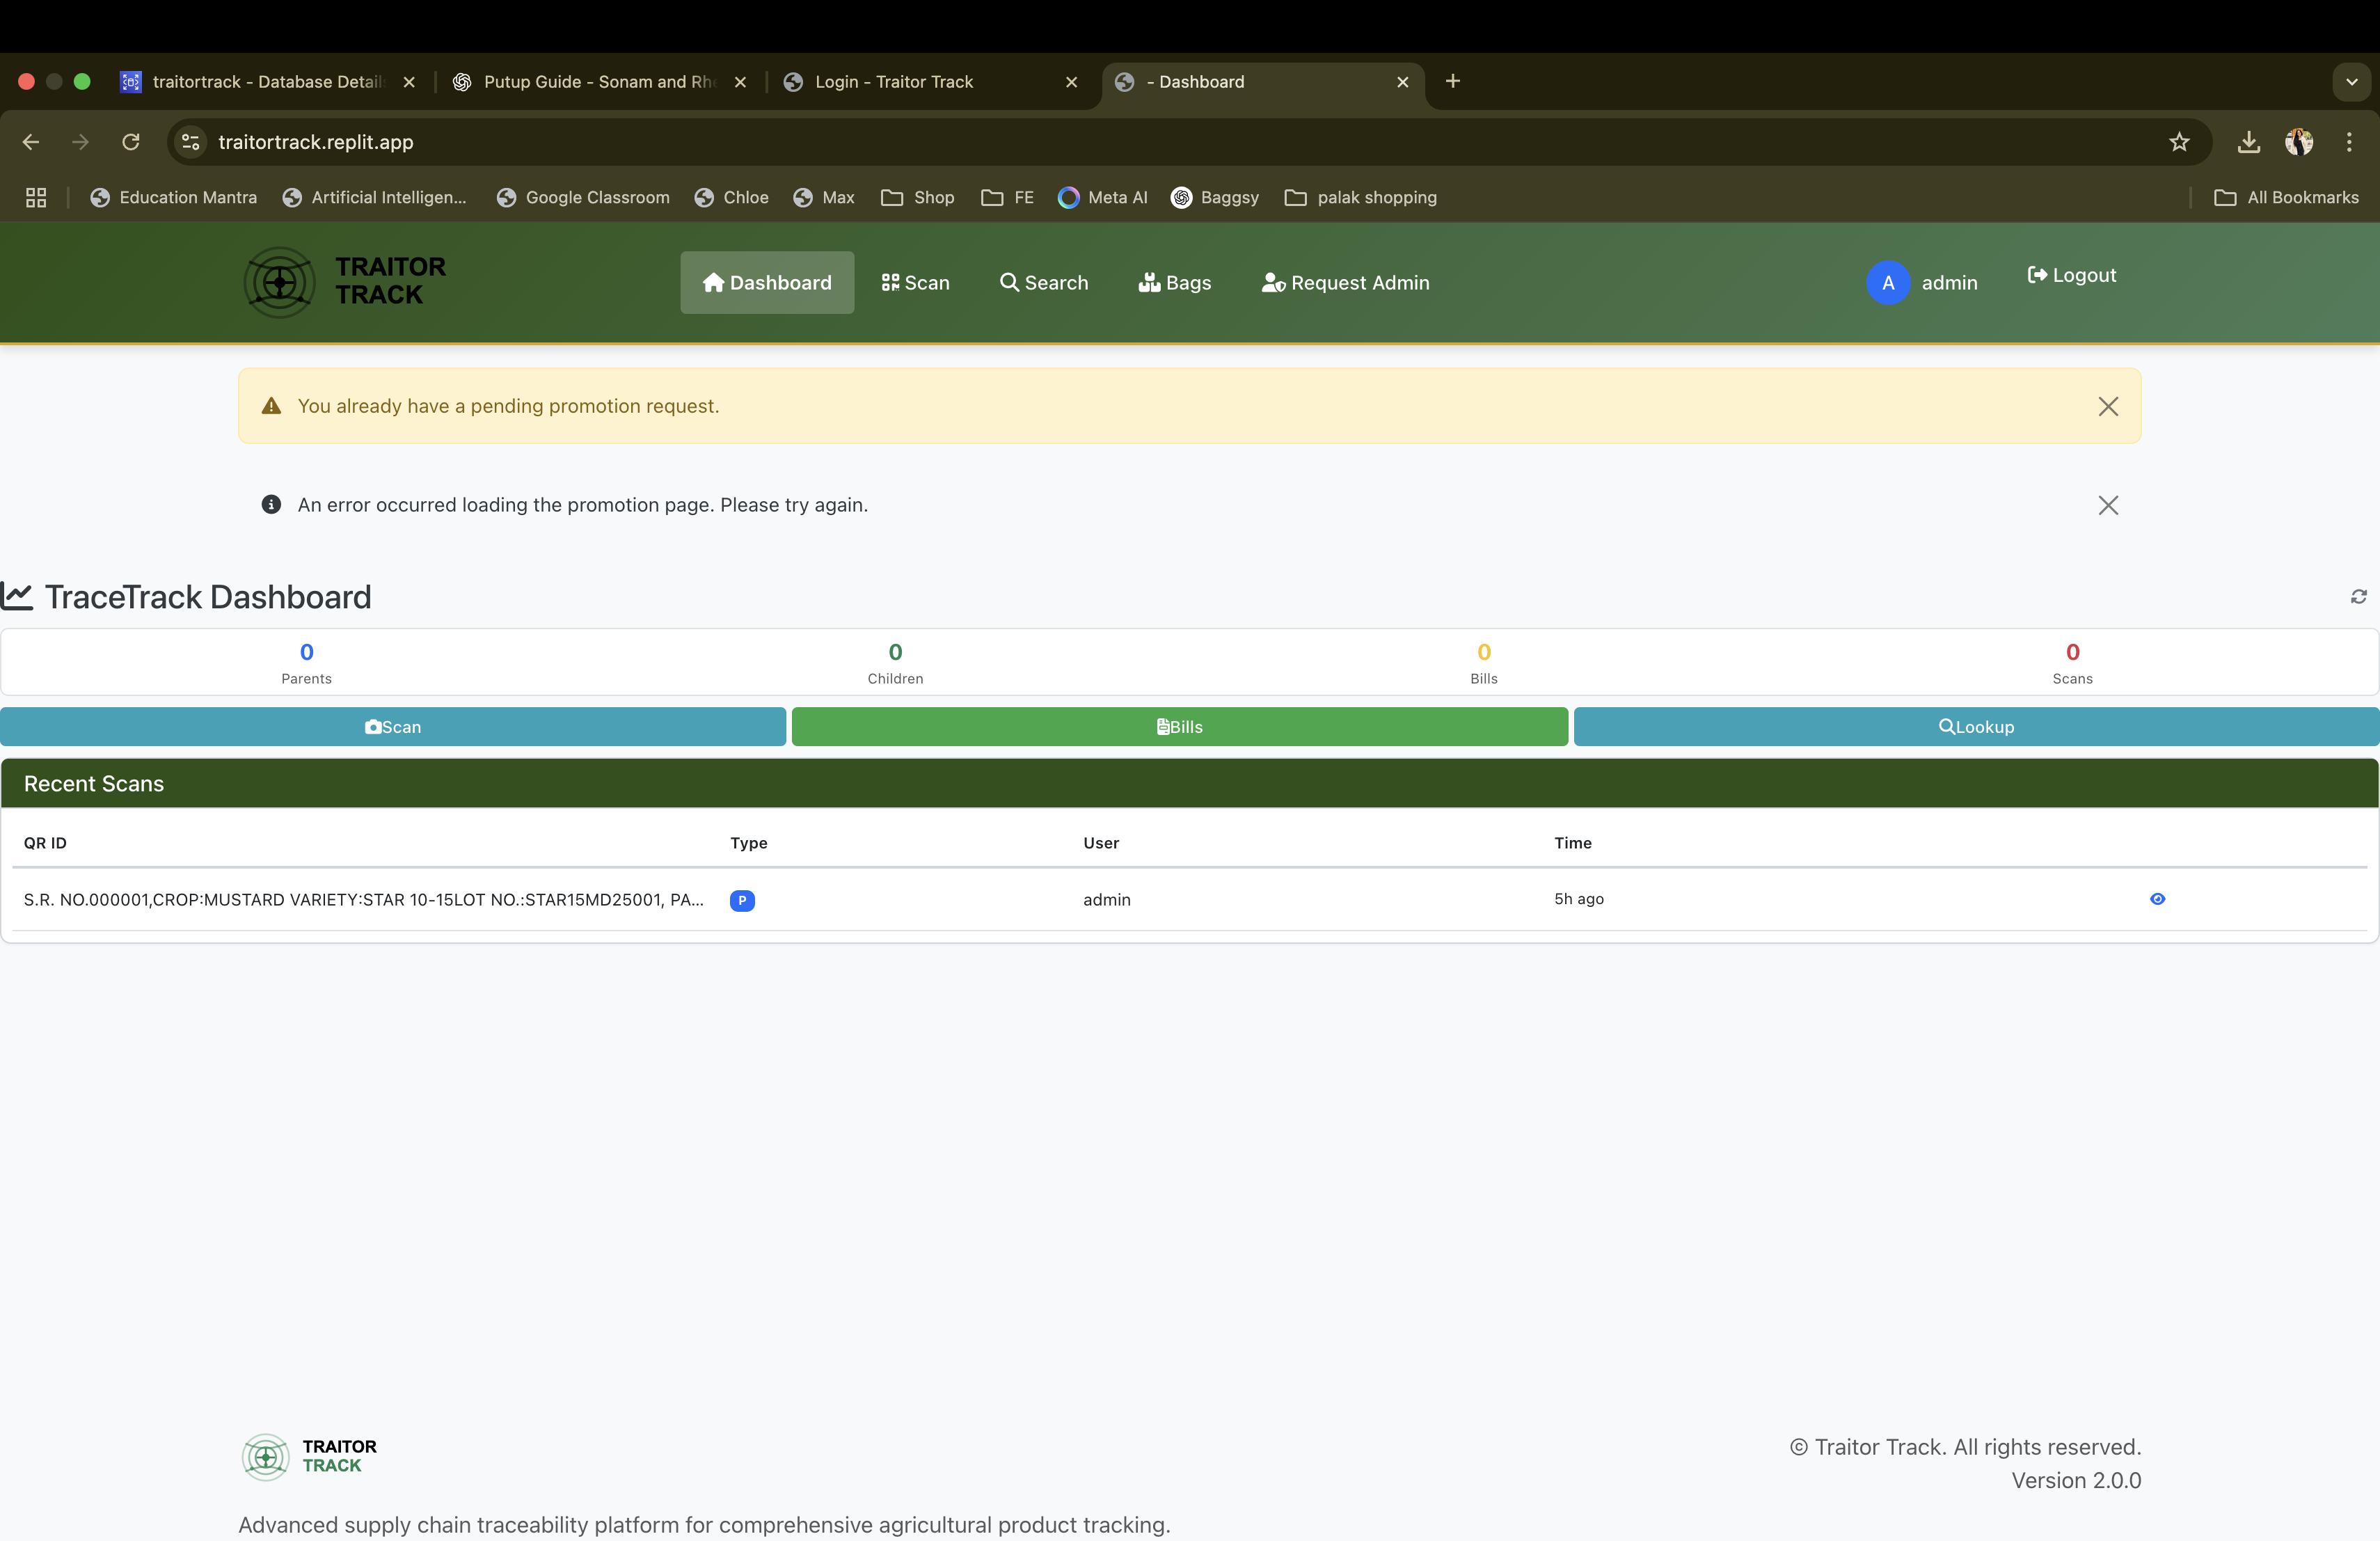 traitortrack - Database Detail
Putup Guide - Sonam and Rh
Login - Traitor Track
- Dashboard
traitortrack.replit.app
Education Mantra
Artificial Intelligen...
Google Classroom
Chloe
Max
Shop
FE
Meta AI
Baggsy
palak shopping
All Bookmarks
TRAITOR
TRACK
Dashboard
Scan
Search
Bags
Request Admin
A
admin
Logout
You already have a pending promotion request.
An error occurred loading the promotion page. Please try again.
TraceTrack Dashboard
0
Parents
0
Children
0
Bills
0
Scans
Scan
Bills
Lookup
Recent Scans
QR ID Type User Time
S.R. NO.000001,CROP:MUSTARD VARIETY:STAR 10-15LOT NO.:STAR15MD25001, PA... P admin 5h ago
TRAITOR
TRACK
© Traitor Track. All rights reserved.
Version 2.0.0
Advanced supply chain traceability platform for comprehensive agricultural product tracking.